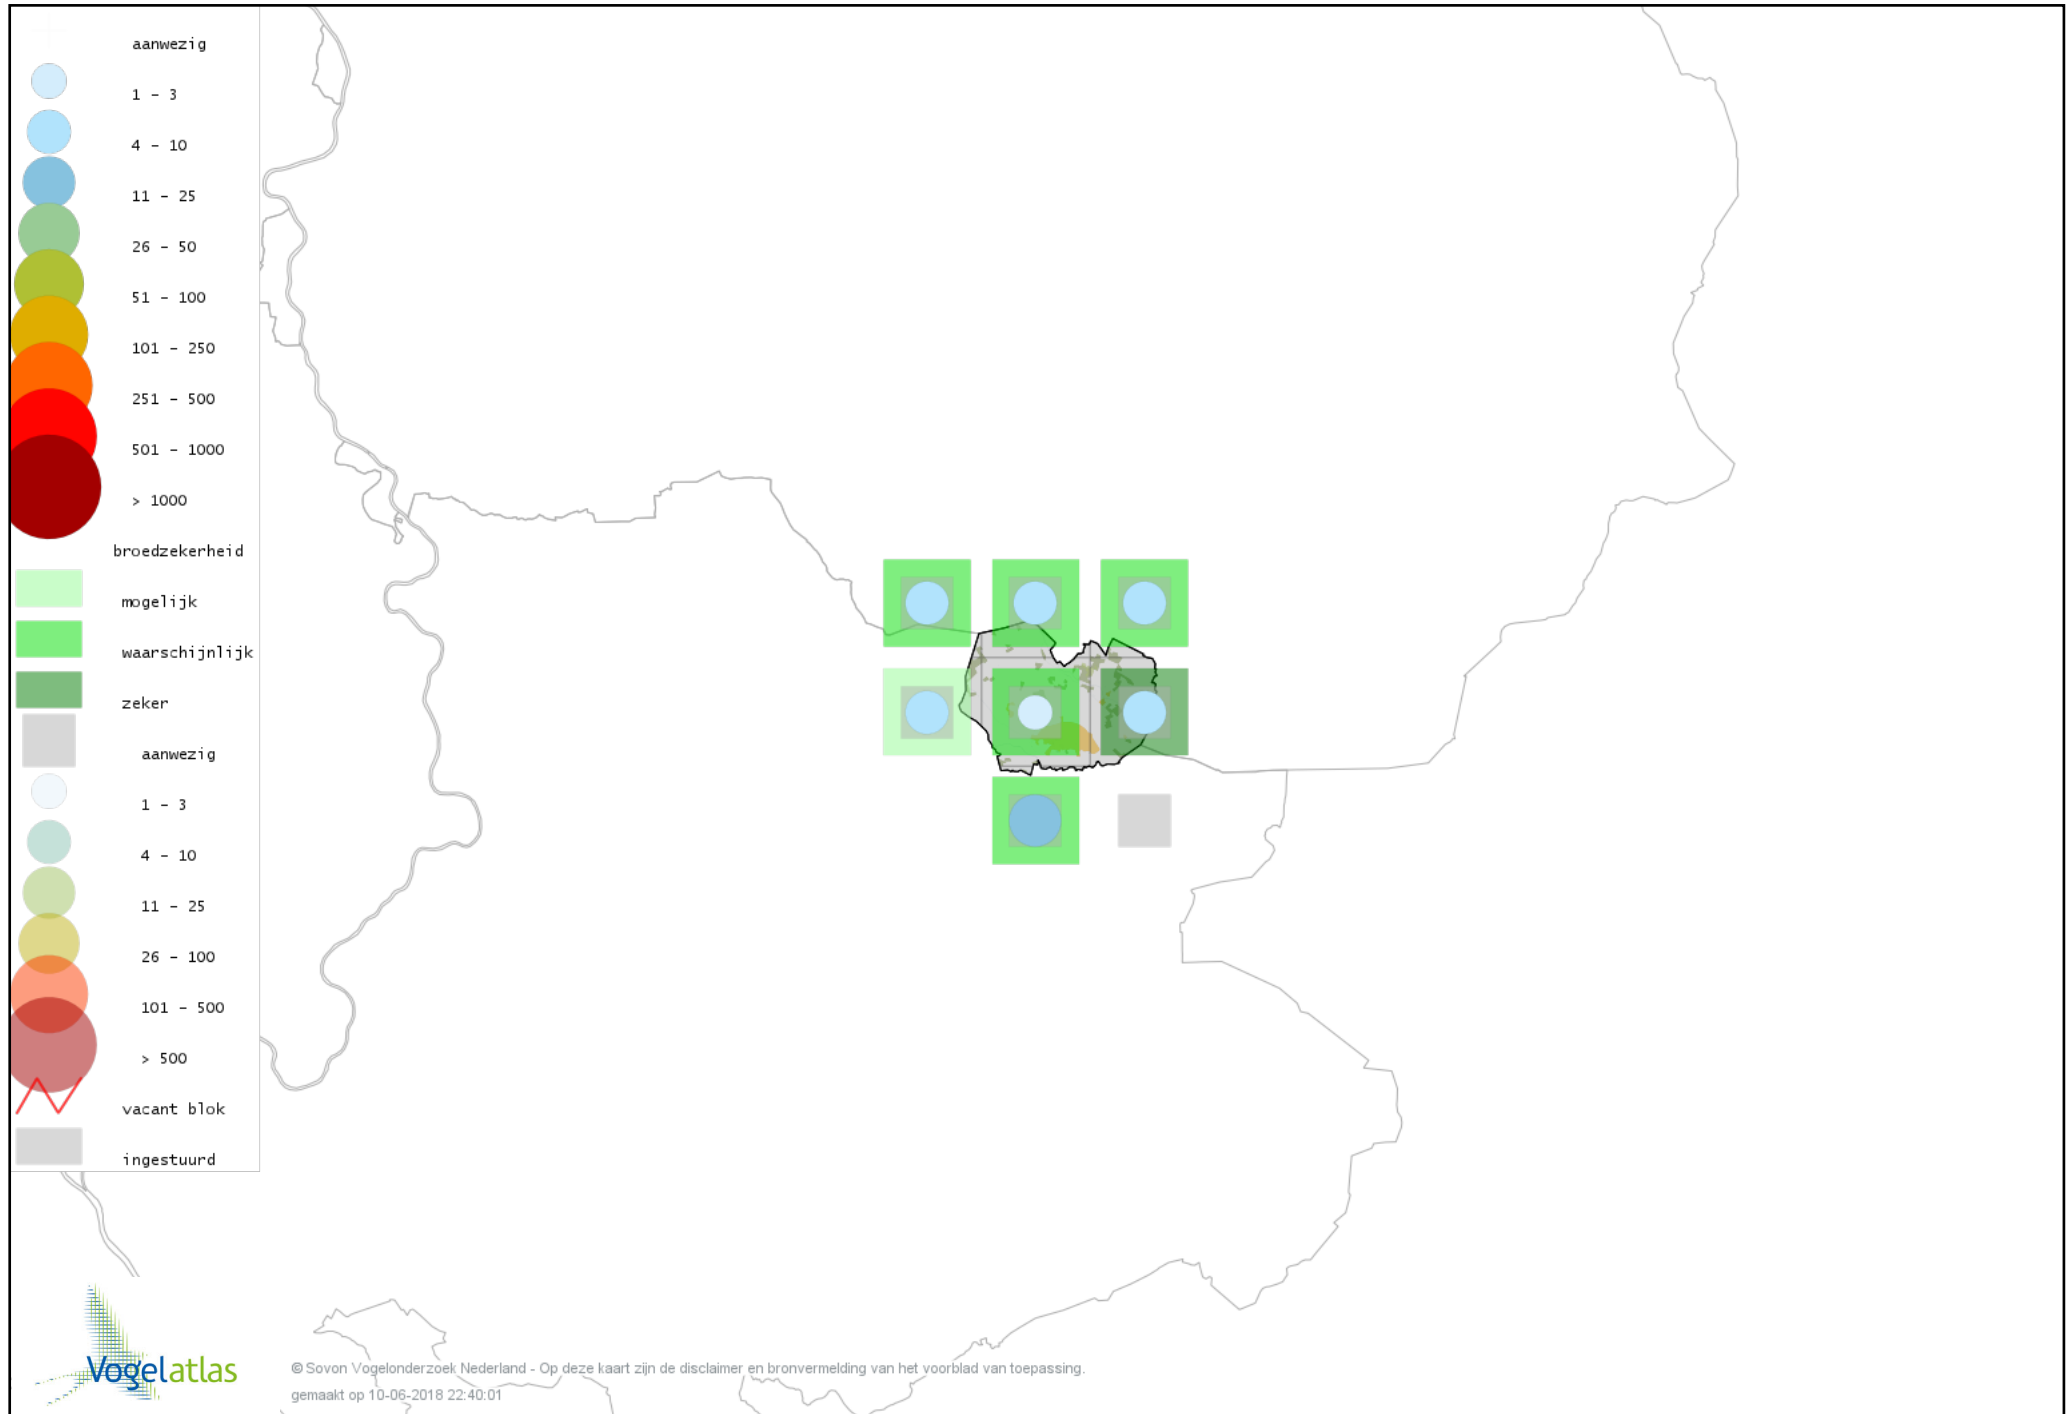 aanwezig
1 - 3
4 - 10
11 - 25
26 - 50
51 - 100
101 - 250
251 - 500
501 - 1000
> 1000
broedzekerheid
mogelijk
waarschijnlijk
zeker
aanwezig
1 - 3
4 - 10
11 - 25
26 - 100
101 - 500
> 500
vacant blok
ingestuurd
Vogelatlas
© Sovon Vogelonderzoek Nederland - Op deze kaart zijn de disclaimer en bronvermelding van het voorblad van toepassing.
gemaakt op 10-06-2018 22:40:01